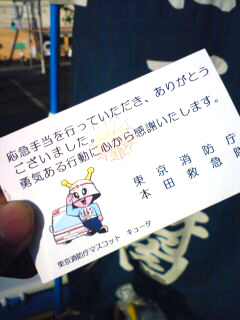 応急手当を行っていただき、ありがとう
ございました。
勇気ある行動に心から感謝いたします。
東京消防庁
本田救急隊
東京消防庁マスコット キュータ